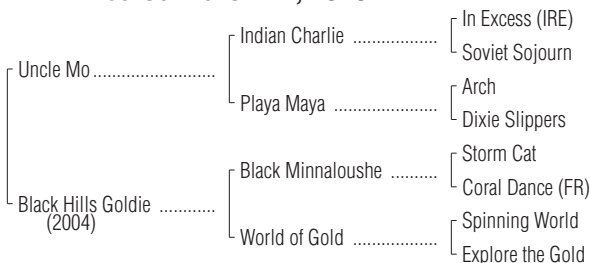 In Excess (IRE)
Indian Charlie ......................
Soviet Sojourn
Uncle Mo ...........................
Arch
Playa Maya ..........................
Dixie Slippers
Storm Cat
Black Minnaloushe ..........
Coral Dance (FR)
Black Hills Goldie ............
(2004)
Spinning World
World of Gold ....................
Explore the Gold